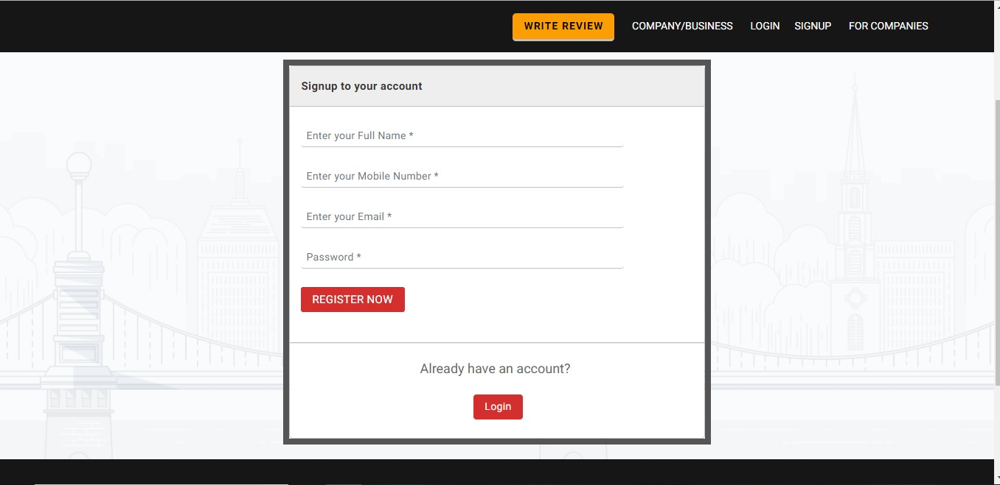 WRITE REVIEW COMPANY/BUSINESS LOGIN SIGNUP FOR COMPANIES
Signup to your account
Enter your Full Name *
Enter your Mobile Number *
Enter your Email *
Password *
REGISTER NOW
Already have an account?
Login